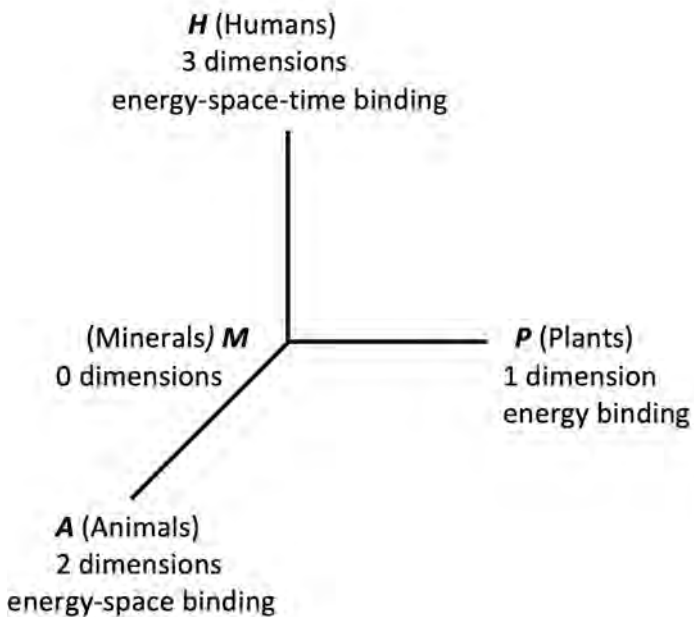 H (Humans)
3 dimensions
energy-space-time binding
(Minerals) M
0 dimensions
P (Plants)
1 dimension
energy binding
A (Animals)
2 dimensions
energy-space binding